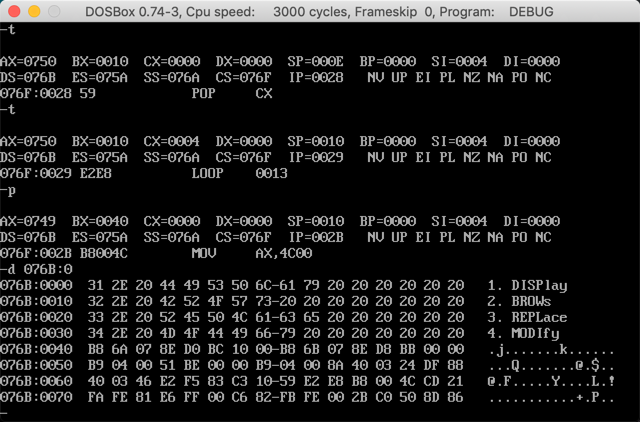 DOSBox 0.74-3, Cpu speed:    3000 cycles, Frameskip  0, Program:    DEBUG
-t
AX=0750  BX=0010  CX=0000  DX=0000  SP=000E  BP=0000  SI=0004  DI=0000
DS=076B  ES=075A  SS=076A  CS=076F  IP=0028   NV UP EI PL NZ NA PO NC
076F:0028 59            POP     CX
-t
AX=0750  BX=0010  CX=0004  DX=0000  SP=0010  BP=0000  SI=0004  DI=0000
DS=076B  ES=075A  SS=076A  CS=076F  IP=0029   NV UP EI PL NZ NA PO NC
076F:0029 E2E8          LOOP    0013
-p
AX=0749  BX=0040  CX=0000  DX=0000  SP=0010  BP=0000  SI=0004  DI=0000
DS=076B  ES=075A  SS=076A  CS=076F  IP=002B   NV UP EI PL NZ NA PO NC
076F:002B B8004C        MOV     AX,4C00
-d 076B:0
076B:0000  31 2E 20 44 49 53 50 6C-61 79 20 20 20 20 20 20   1. DISPlay
076B:0010  32 2E 20 42 52 4F 57 73-20 20 20 20 20 20 20 20   2. BROWs
076B:0020  33 2E 20 52 45 50 4C 61-63 65 20 20 20 20 20 20   3. REPLace
076B:0030  34 2E 20 4D 4F 44 49 66-79 20 20 20 20 20 20 20   4. MODIfy
076B:0040  B8 6A 07 8E D0 BC 10 00-B8 6B 07 8E D8 BB 00 00   .j.......k......
076B:0050  B9 04 00 51 BE 00 00 B9-04 00 8A 40 03 24 DF 88   ...Q.......@.$..
076B:0060  40 03 46 E2 F5 83 C3 10-59 E2 E8 B8 00 4C CD 21   @.F.....Y....L.!
076B:0070  FA FE 81 E6 FF 00 C6 82-FB FE 00 2B C0 50 8D 86   ...........+.P..
-